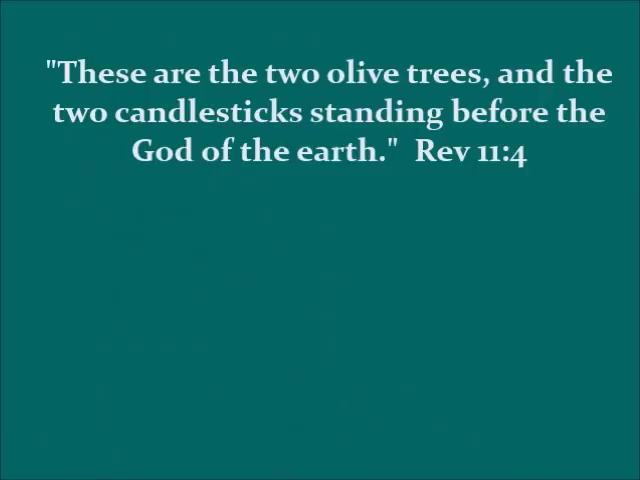 "These are the two olive trees, and the
two candlesticks standing before the
God of the earth."  Rev 11:4